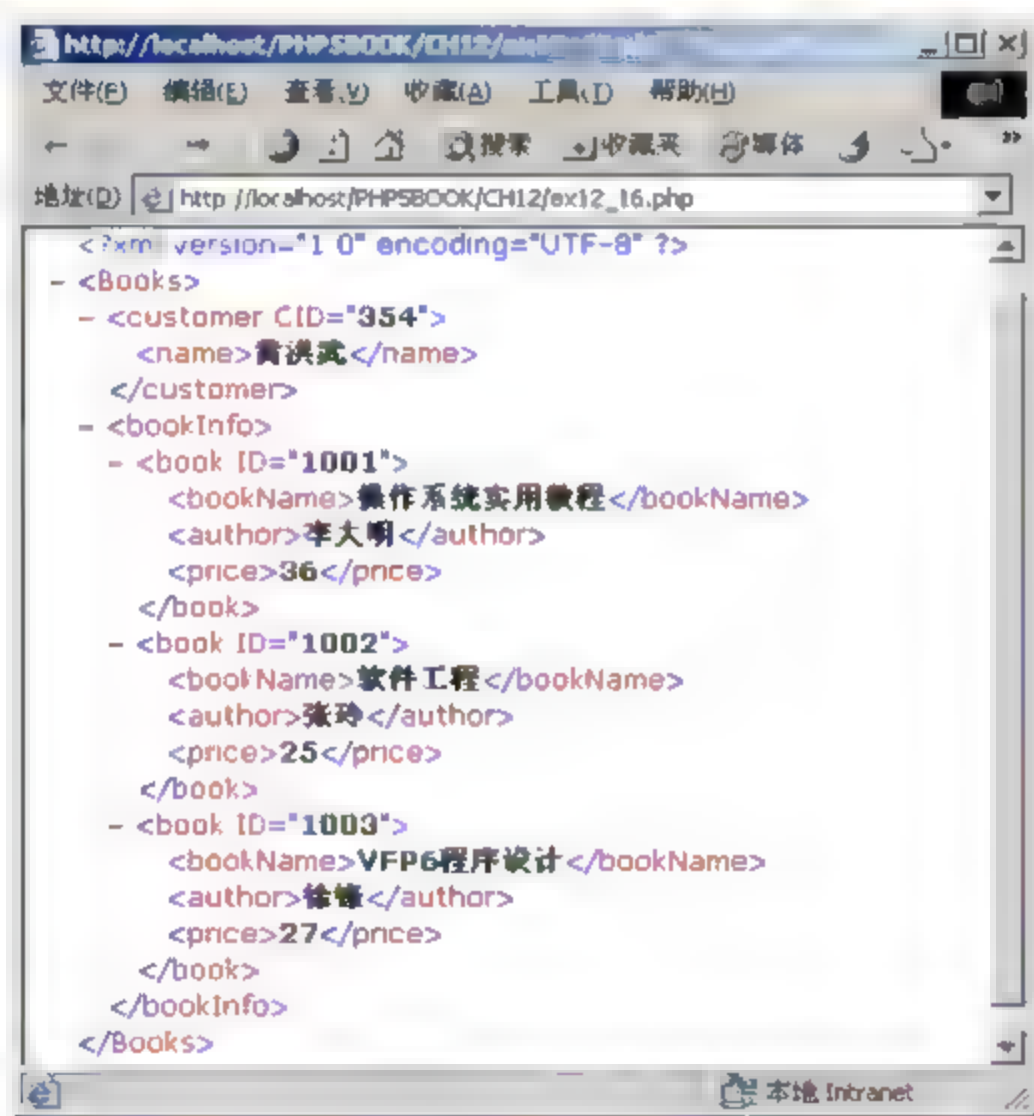 http://localhost/PHP5BOOK/CH12/
文件(F) 编辑(E) 查看(V) 收藏(A) 工具(T) 帮助(H)
搜索 收藏夹 媒体 »
地址(D) http://localhost/PHP5BOOK/CH12/ex12_16.php
<?xml version="1.0" encoding="UTF-8" ?>
- <Books>
- <customer CID="354">
<name>黄洪武</name>
</customer>
- <bookInfo>
- <book ID="1001">
<bookName>操作系统实用教程</bookName>
<author>李大明</author>
<price>36</price>
</book>
- <book ID="1002">
<bookName>软件工程</bookName>
<author>张玲</author>
<price>25</price>
</book>
- <book ID="1003">
<bookName>VFP6程序设计</bookName>
<author>徐锋</author>
<price>27</price>
</book>
</bookInfo>
</Books>
本地 Intranet